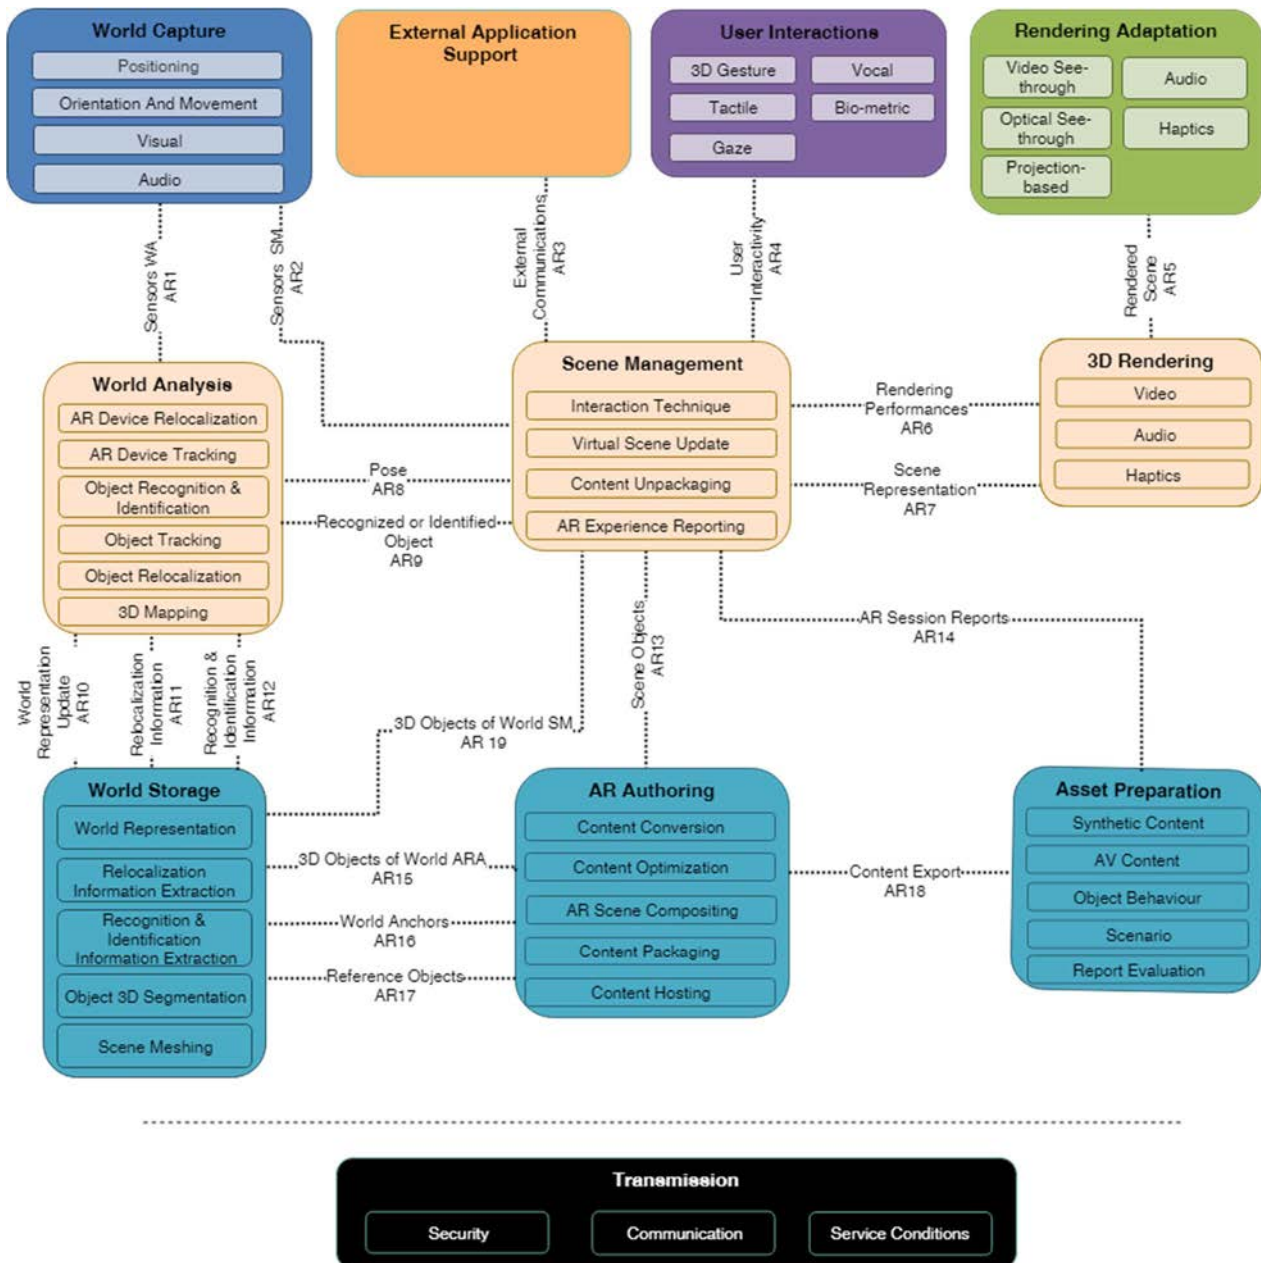 World Capture
Positioning
Orientation And Movement
Visual
Audio
External Application
Support
User Interactions
3D Gesture
Vocal
Tactile
Bio-metric
Gaze
Rendering Adaptation
Video See-
through
Audio
Optical See-
through
Haptics
Projection-
based
Sensors WA
AR1
Sensors SM
AR2
External
Communications
AR3
User
Interactivity
AR4
Rendered
Scene
AR5
World Analysis
AR Device Relocalization
AR Device Tracking
Object Recognition &
Identification
Object Tracking
Object Relocalization
3D Mapping
Pose
AR8
Recognized or Identified
Object
AR9
Scene Management
Interaction Technique
Virtual Scene Update
Content Unpackaging
AR Experience Reporting
Rendering
Performances
AR6
Scene
Representation
AR7
3D Rendering
Video
Audio
Haptics
World
Representation
Update
AR10
Relocalization
Information
AR11
Recognition &
Identification
Information
AR12
3D Objects of World SM
AR 19
Scene Objects
AR13
AR Session Reports
AR14
World Storage
World Representation
Relocalization
Information Extraction
Recognition &
Identification
Information Extraction
Object 3D Segmentation
Scene Meshing
3D Objects of World ARA
AR15
World Anchors
AR16
Reference Objects
AR17
AR Authoring
Content Conversion
Content Optimization
AR Scene Compositing
Content Packaging
Content Hosting
Content Export
AR18
Asset Preparation
Synthetic Content
AV Content
Object Behaviour
Scenario
Report Evaluation
Transmission
Security
Communication
Service Conditions